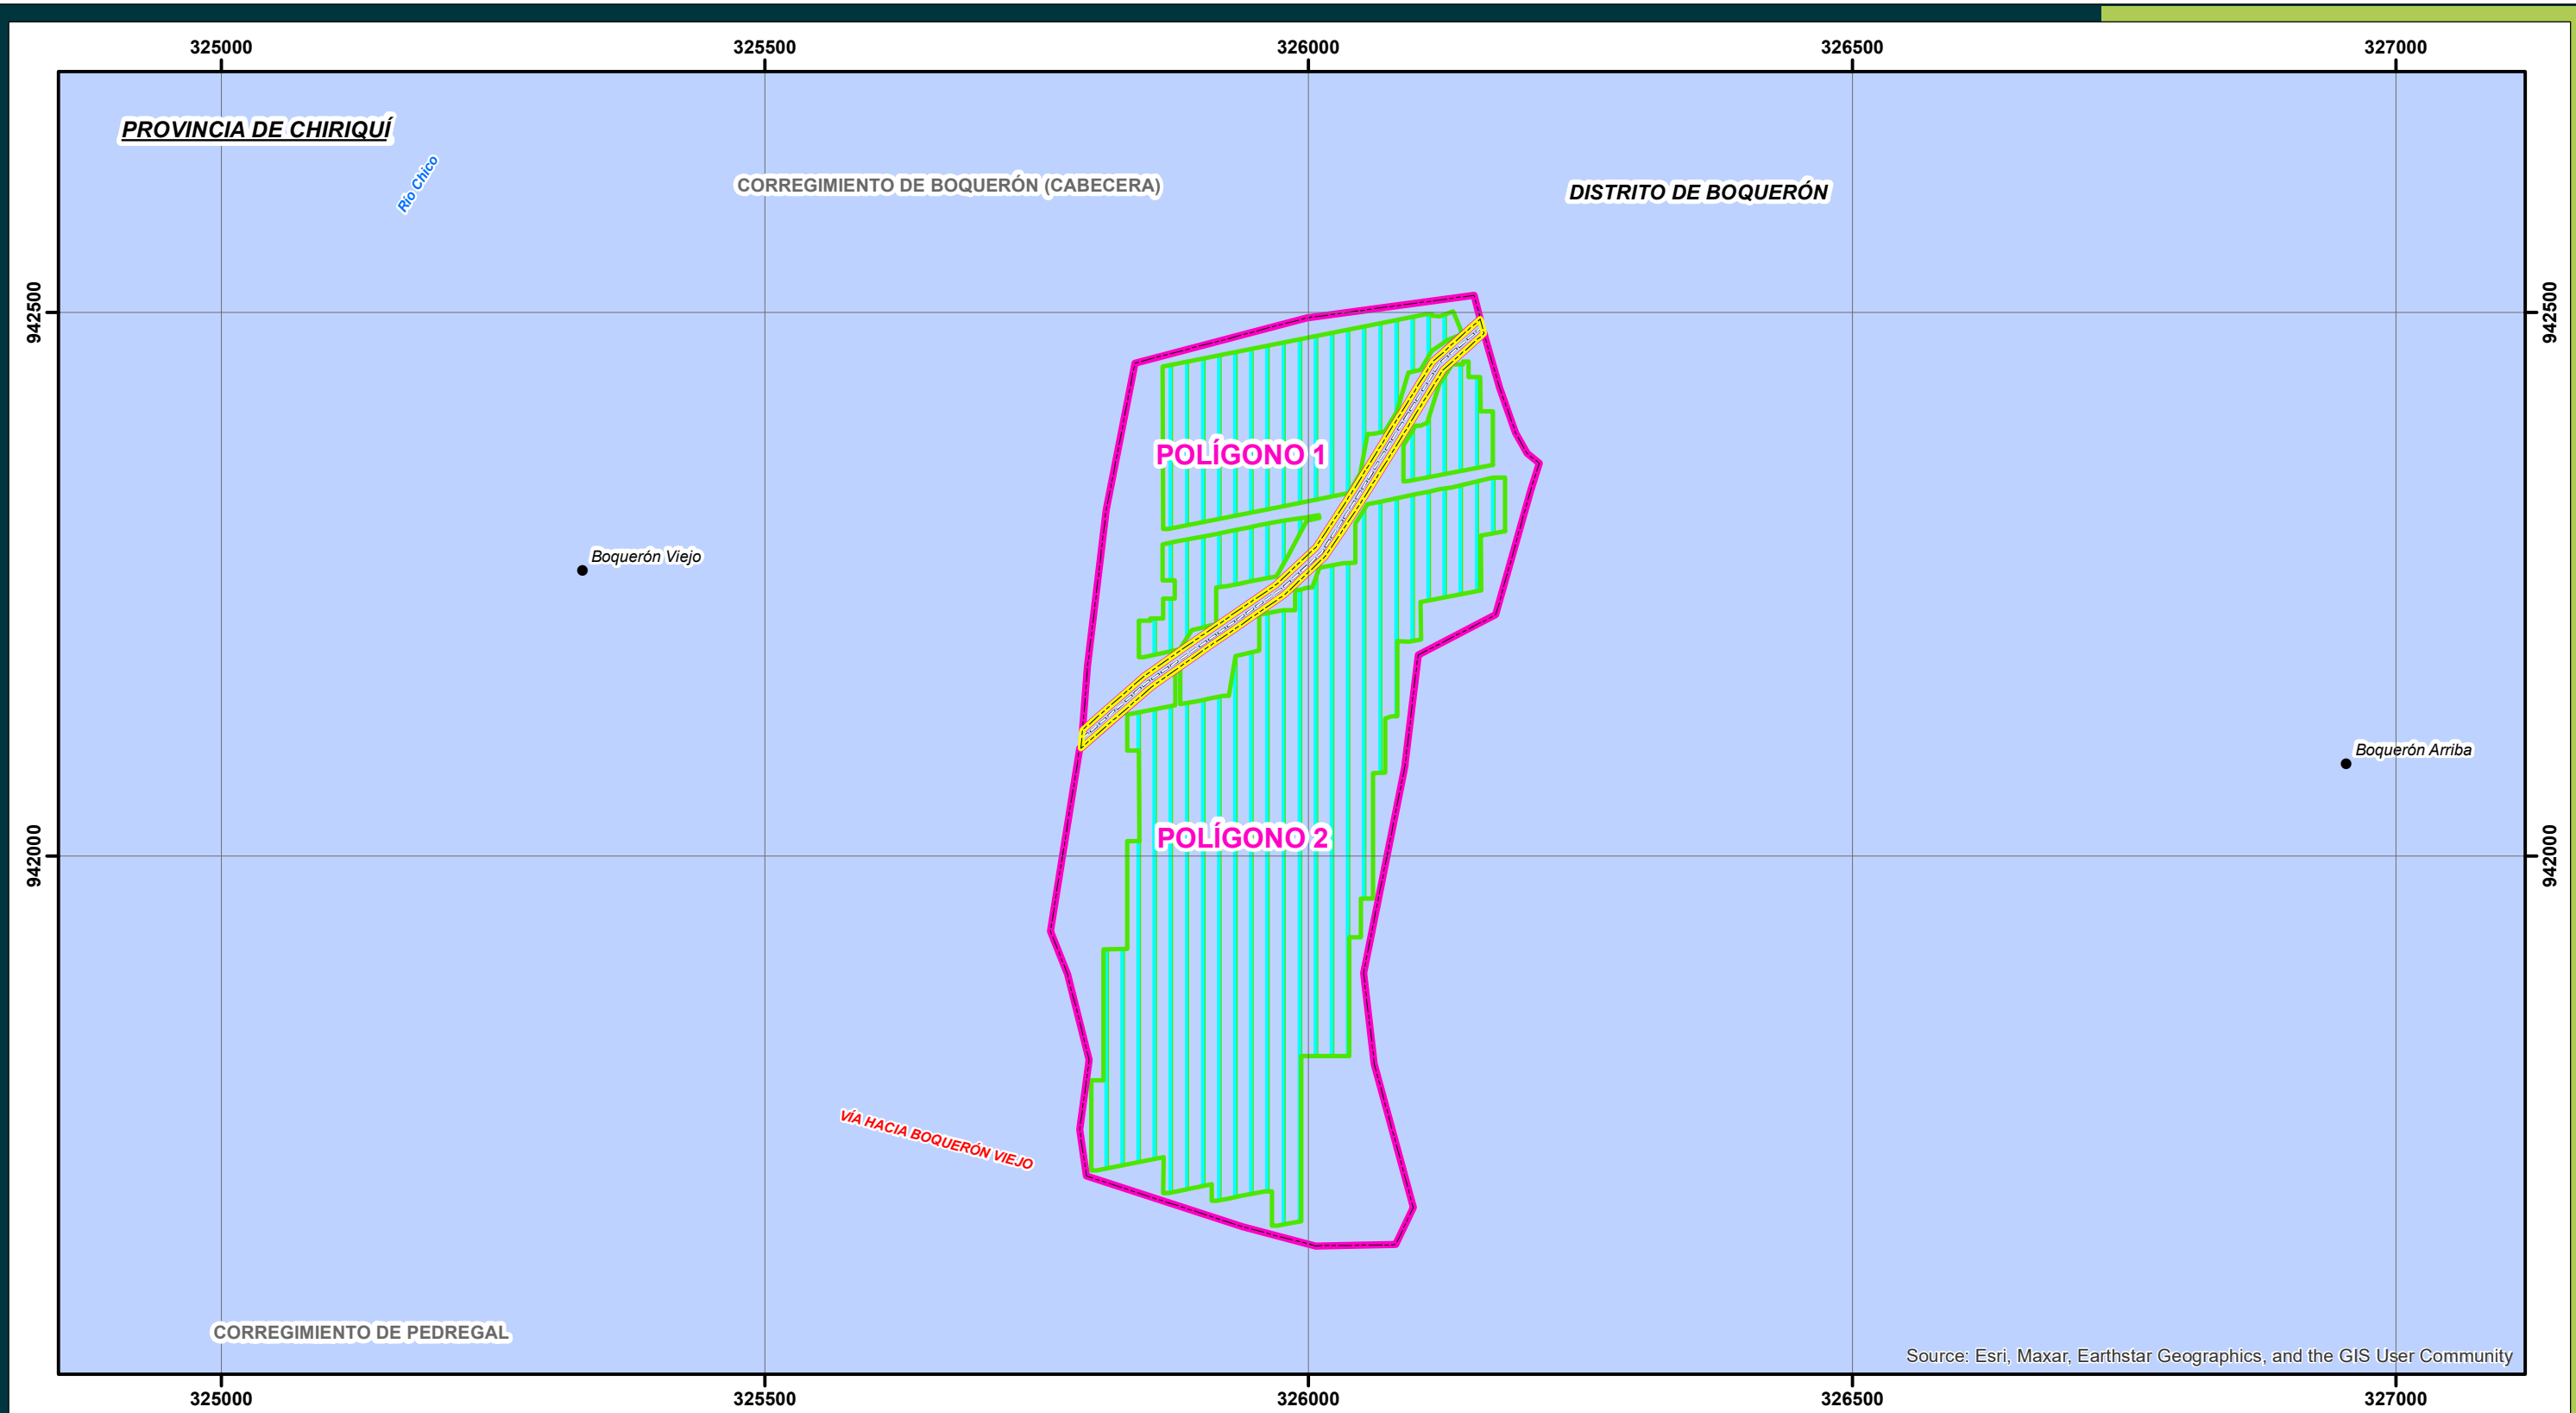 325000 325500 326000 326500 327000
PROVINCIA DE CHIRIQUÍ
Río Chico
CORREGIMIENTO DE BOQUERÓN (CABECERA)
DISTRITO DE BOQUERÓN
942500 942500
POLÍGONO 1
Boquerón Viejo
Boquerón Arriba
POLÍGONO 2
942000 942000
VÍA HACIA BOQUERÓN VIEJO
CORREGIMIENTO DE PEDREGAL
Source: Esri, Maxar, Earthstar Geographics, and the GIS User Community
325000 325500 326000 326500 327000